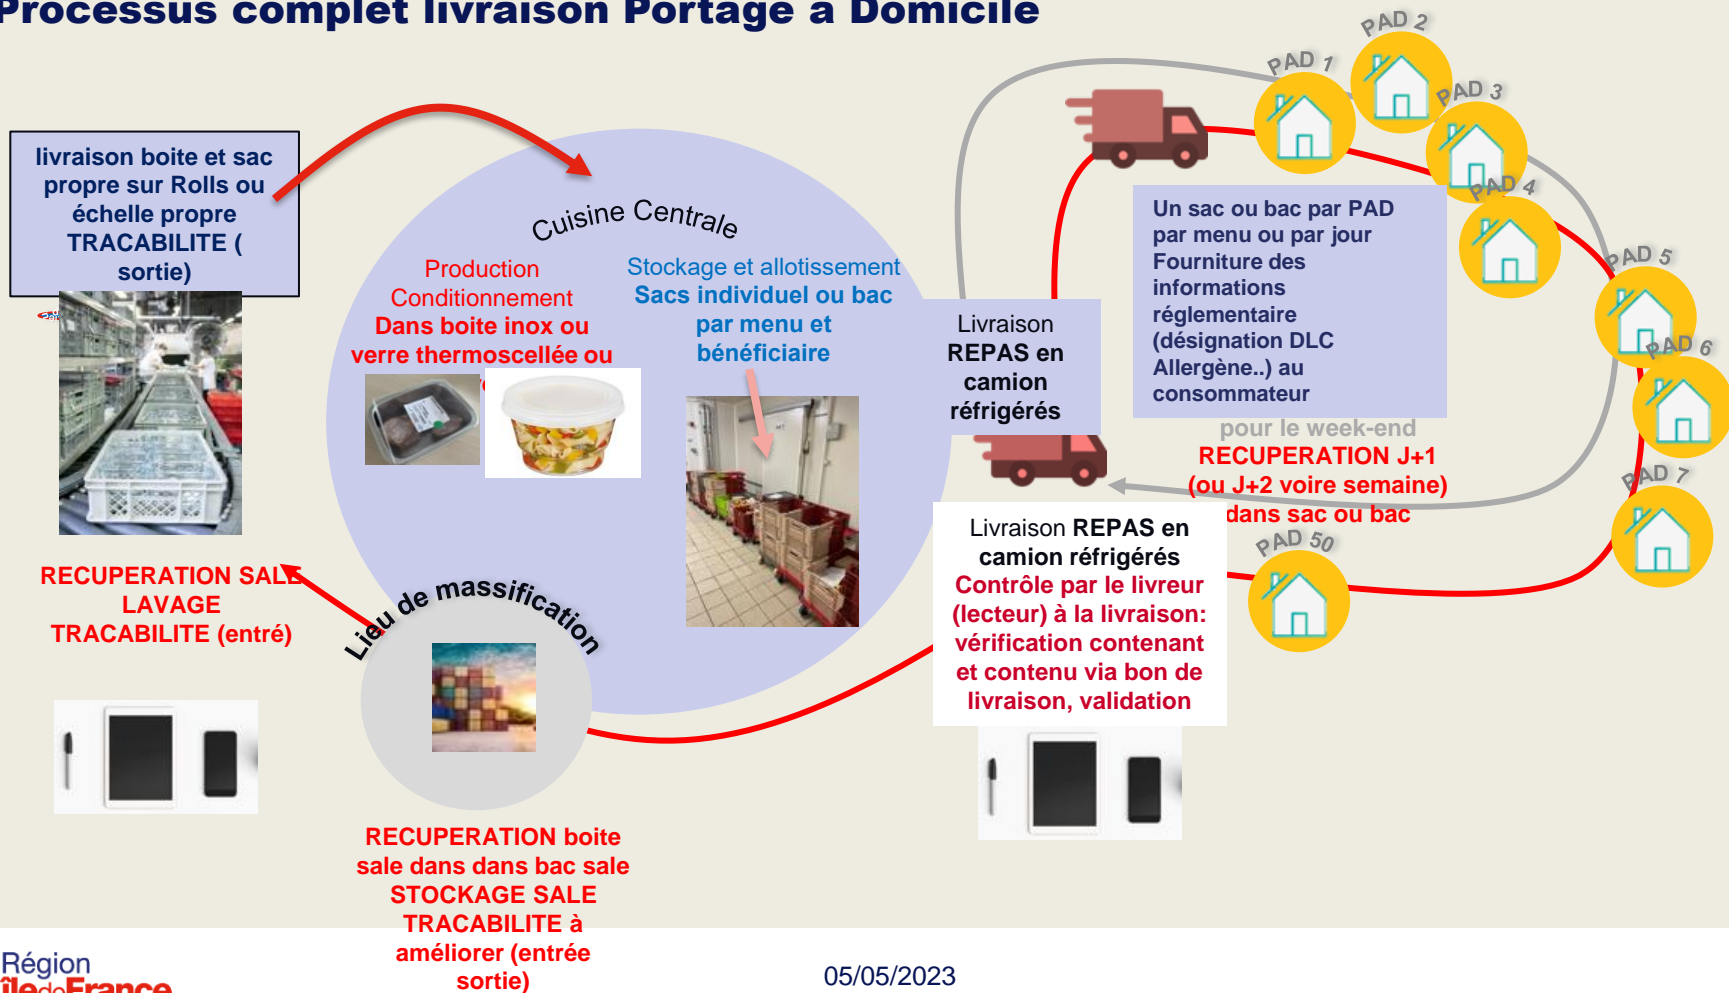 Processus complet livraison Portage à Domicile
livraison boite et sac
propre sur Rolls ou
échelle propre
TRACABILITE (
sortie)
RECUPERATION SALE
LAVAGE
TRACABILITE (entré)
Cuisine Centrale
Production
Conditionnement
Dans boite inox ou
verre thermoscellée ou
Stockage et allotissement
Sacs individuel ou bac
par menu et
bénéficiaire
Lieu de massification
RECUPERATION boite
sale dans dans bac sale
STOCKAGE SALE
TRACABILITE à
améliorer (entrée
sortie)
Livraison
REPAS en
camion
réfrigérés
Livraison REPAS en
camion réfrigérés
Contrôle par le livreur
(lecteur) à la livraison:
vérification contenant
et contenu via bon de
livraison, validation
Un sac ou bac par PAD
par menu ou par jour
Fourniture des
informations
réglementaire
(désignation DLC
Allergène..) au
consommateur
pour le week-end
RECUPERATION J+1
(ou J+2 voire semaine)
dans sac ou bac
PAD 1
PAD 2
PAD 3
PAD 4
PAD 5
PAD 6
PAD 7
PAD 50
Région
îledeFrance
05/05/2023